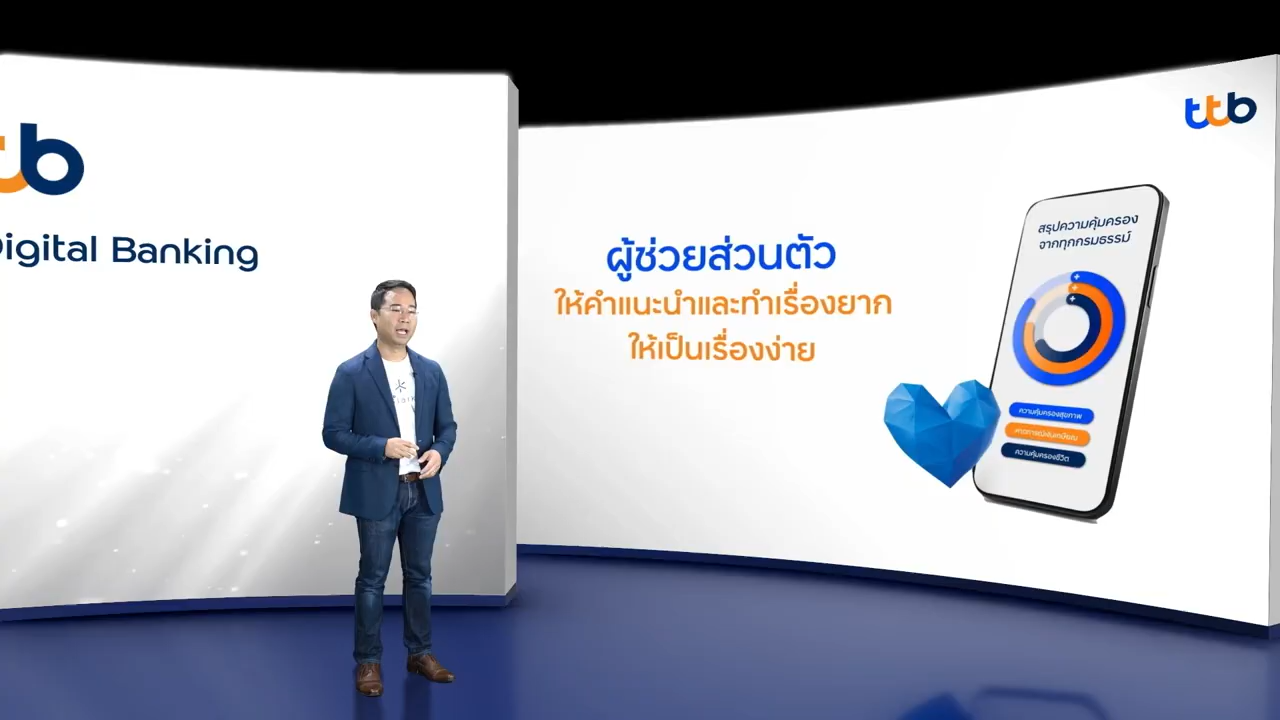 tb
Digital Banking
ttb
ผู้ช่วยส่วนตัว
ให้คำแนะนำและทำเรื่องยาก
ให้เป็นเรื่องง่าย
สรุปความคุ้มครอง
จากทุกกรมธรรม์
ความคุ้มครองสุขภาพ
ความคุ้มครองชีวิต